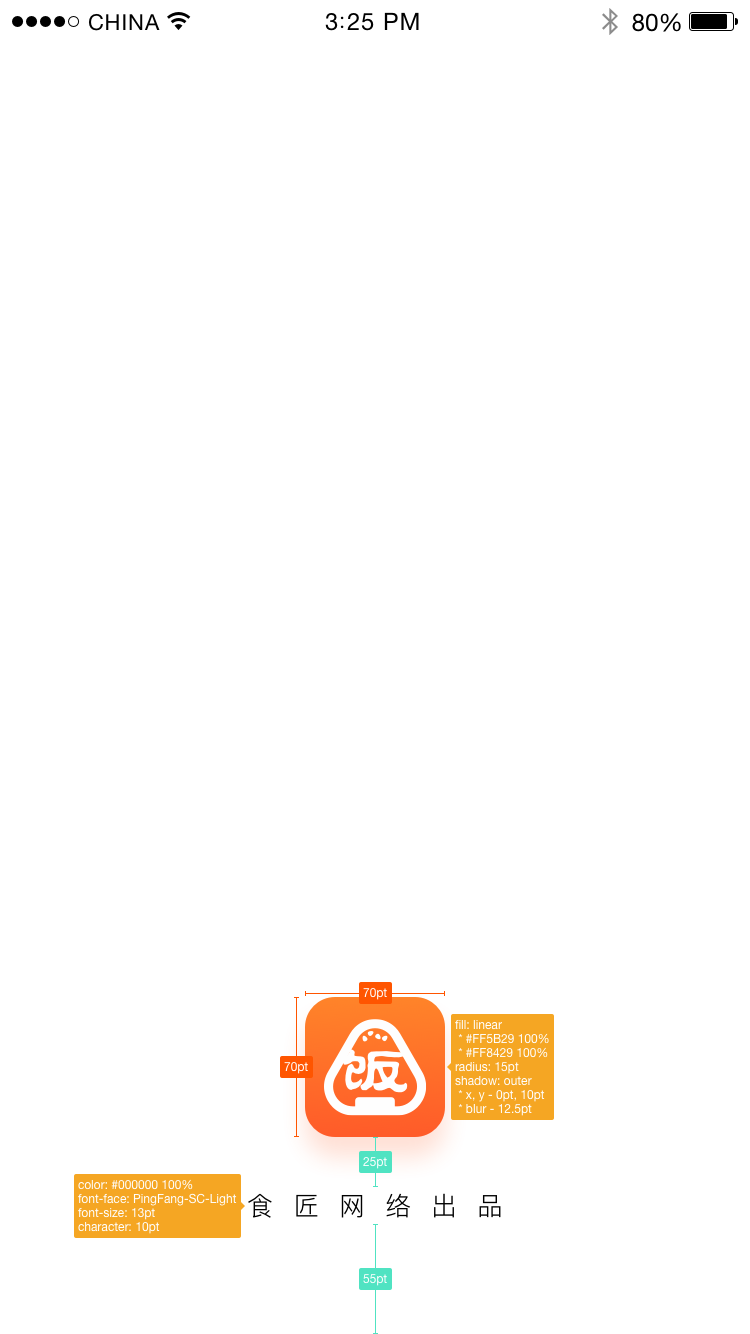 CHINA 3:25 PM 80%
70pt
饭
70pt
fill: linear
* #FF5B29 100%
* #FF8429 100%
radius: 15pt
shadow: outer
* x, y - 0pt, 10pt
* blur - 12.5pt
25pt
color: #000000 100%
font-face: PingFang-SC-Light
font-size: 13pt
character: 10pt
食匠网络出品
55pt